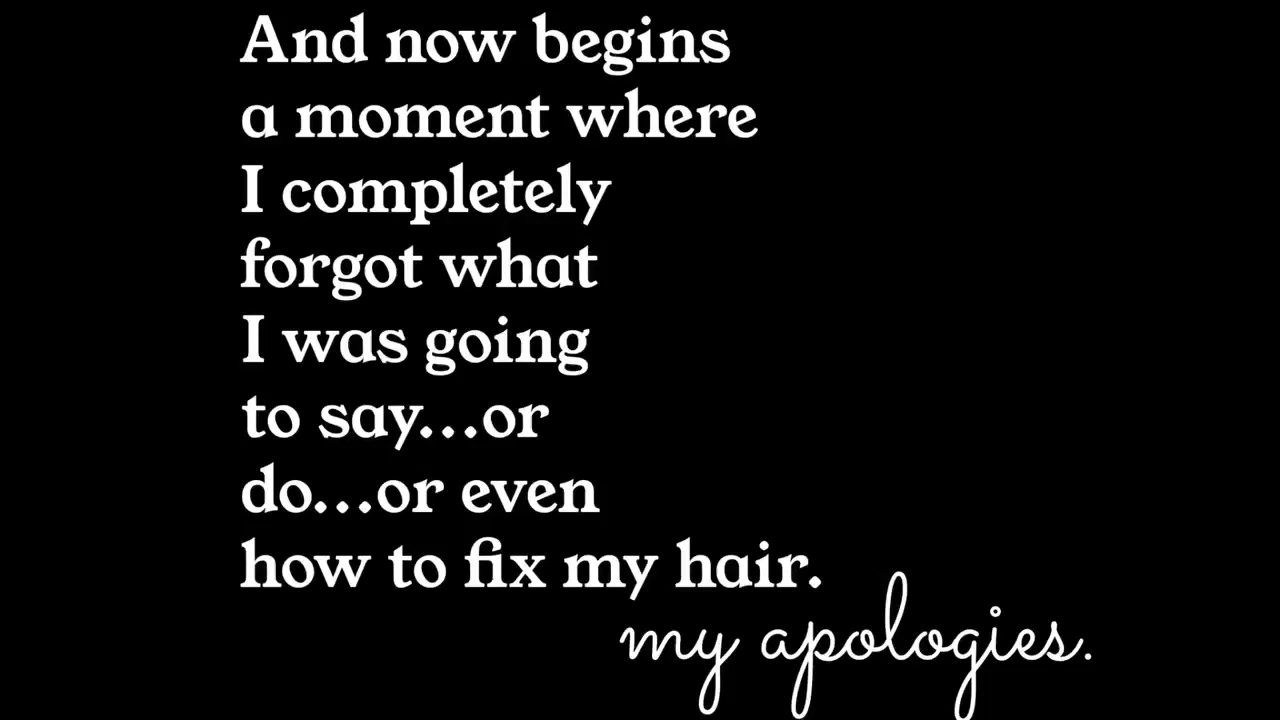 And now begins
a moment where
I completely
forgot what
I was going
to say...or
do...or even
how to fix my hair.
my apologies.